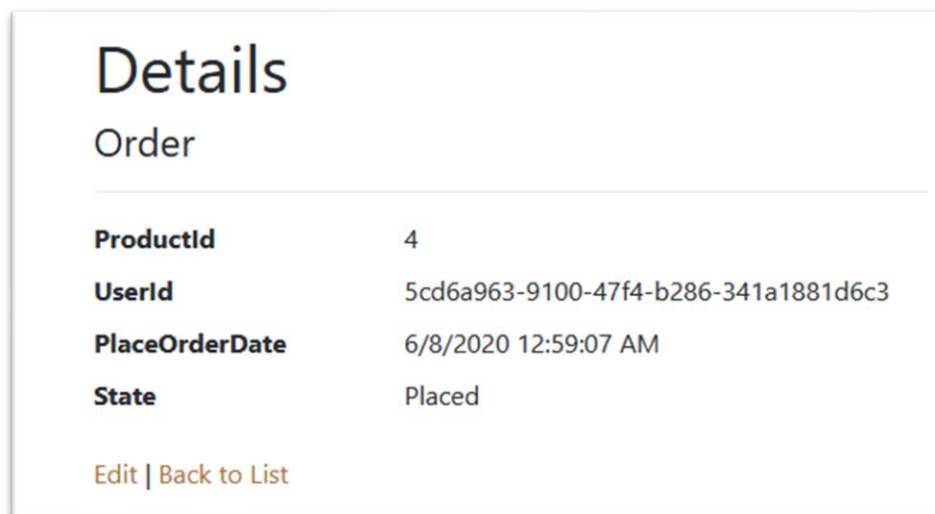 Details
Order
ProductId 4
UserId 5cd6a963-9100-47f4-b286-341a1881d6c3
PlaceOrderDate 6/8/2020 12:59:07 AM
State Placed
Edit | Back to List